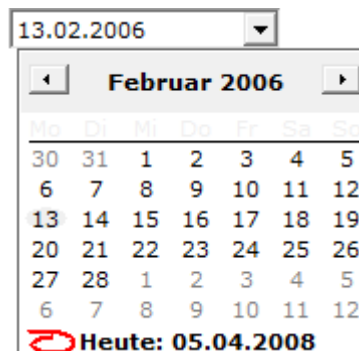 13.02.2006
Februar 2006
Mo Di Mi Do Fr Sa So
30 31 1 2 3 4 5
6 7 8 9 10 11 12
13 14 15 16 17 18 19
20 21 22 23 24 25 26
27 28 1 2 3 4 5
6 7 8 9 10 11 12
Heute: 05.04.2008